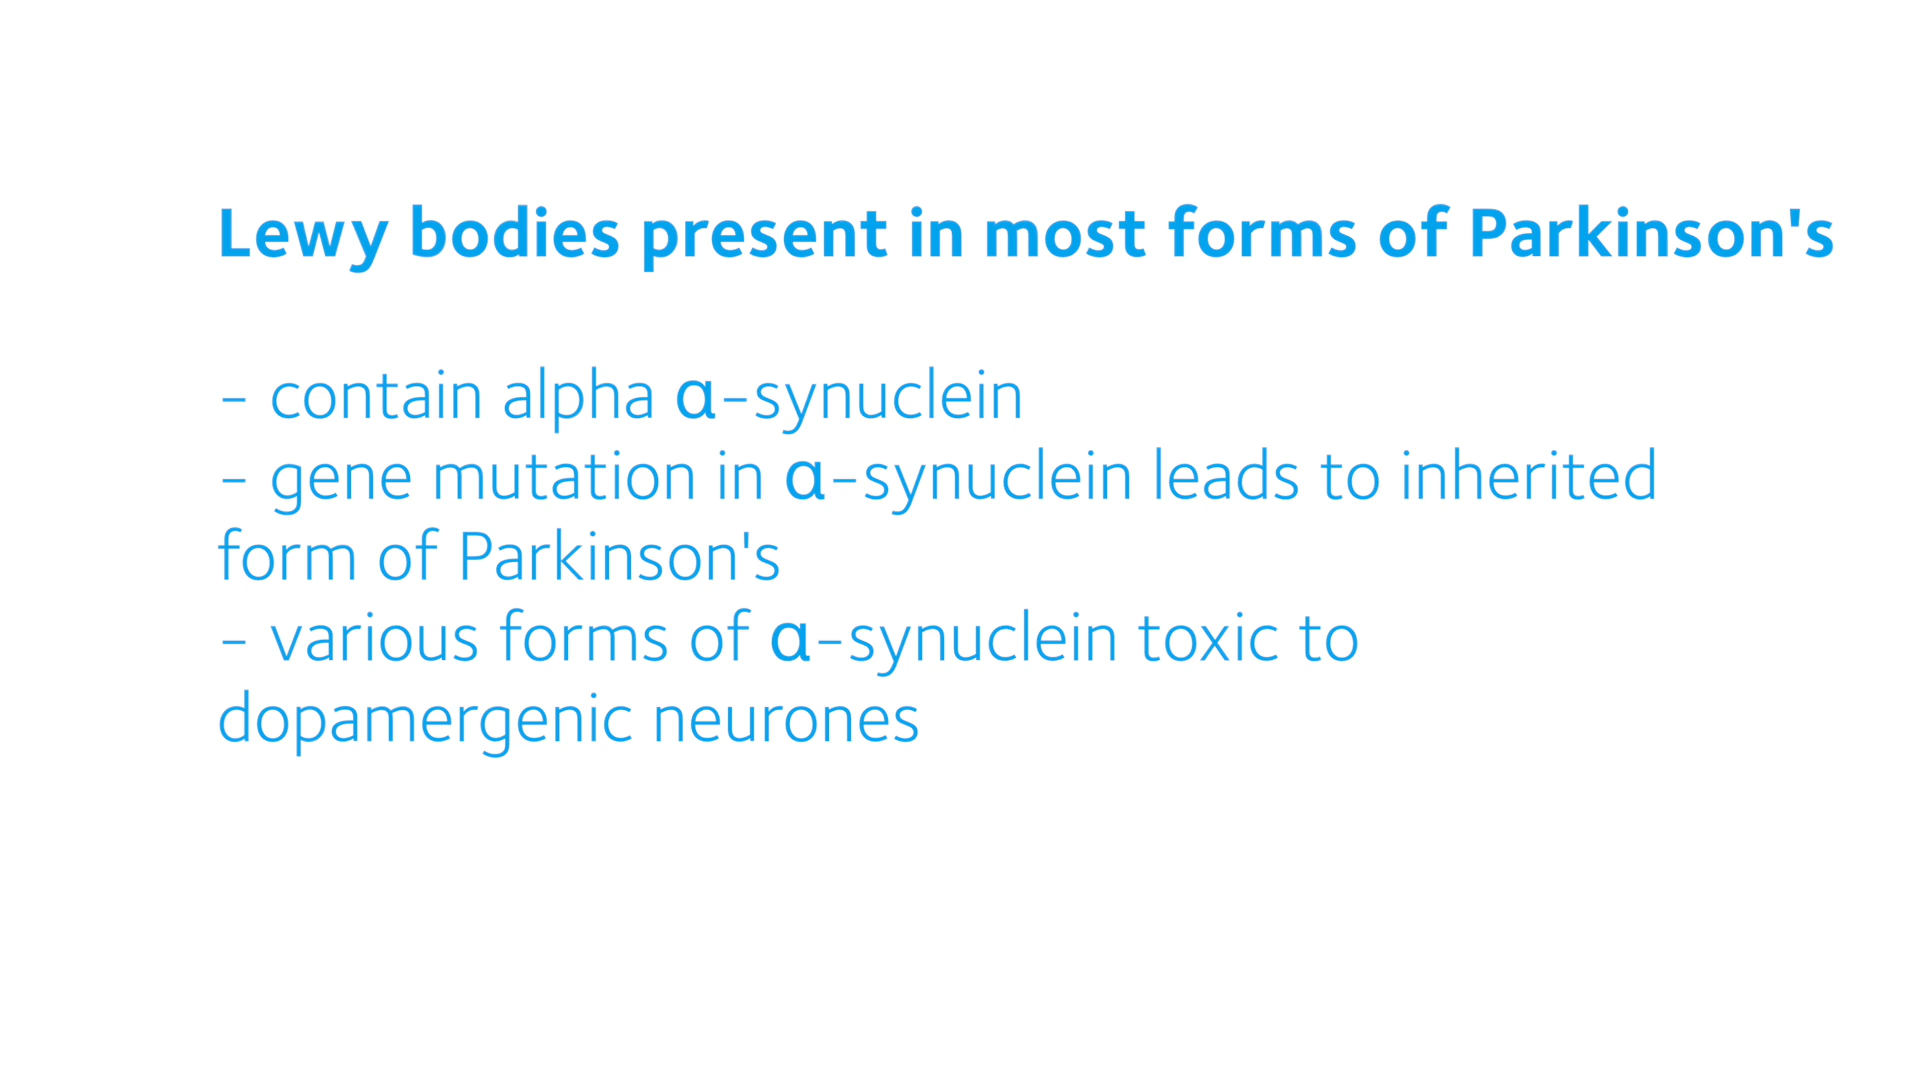 Lewy bodies present in most forms of Parkinson's
- contain alpha α-synuclein
- gene mutation in α-synuclein leads to inherited
form of Parkinson's
- various forms of α-synuclein toxic to
dopamergenic neurones